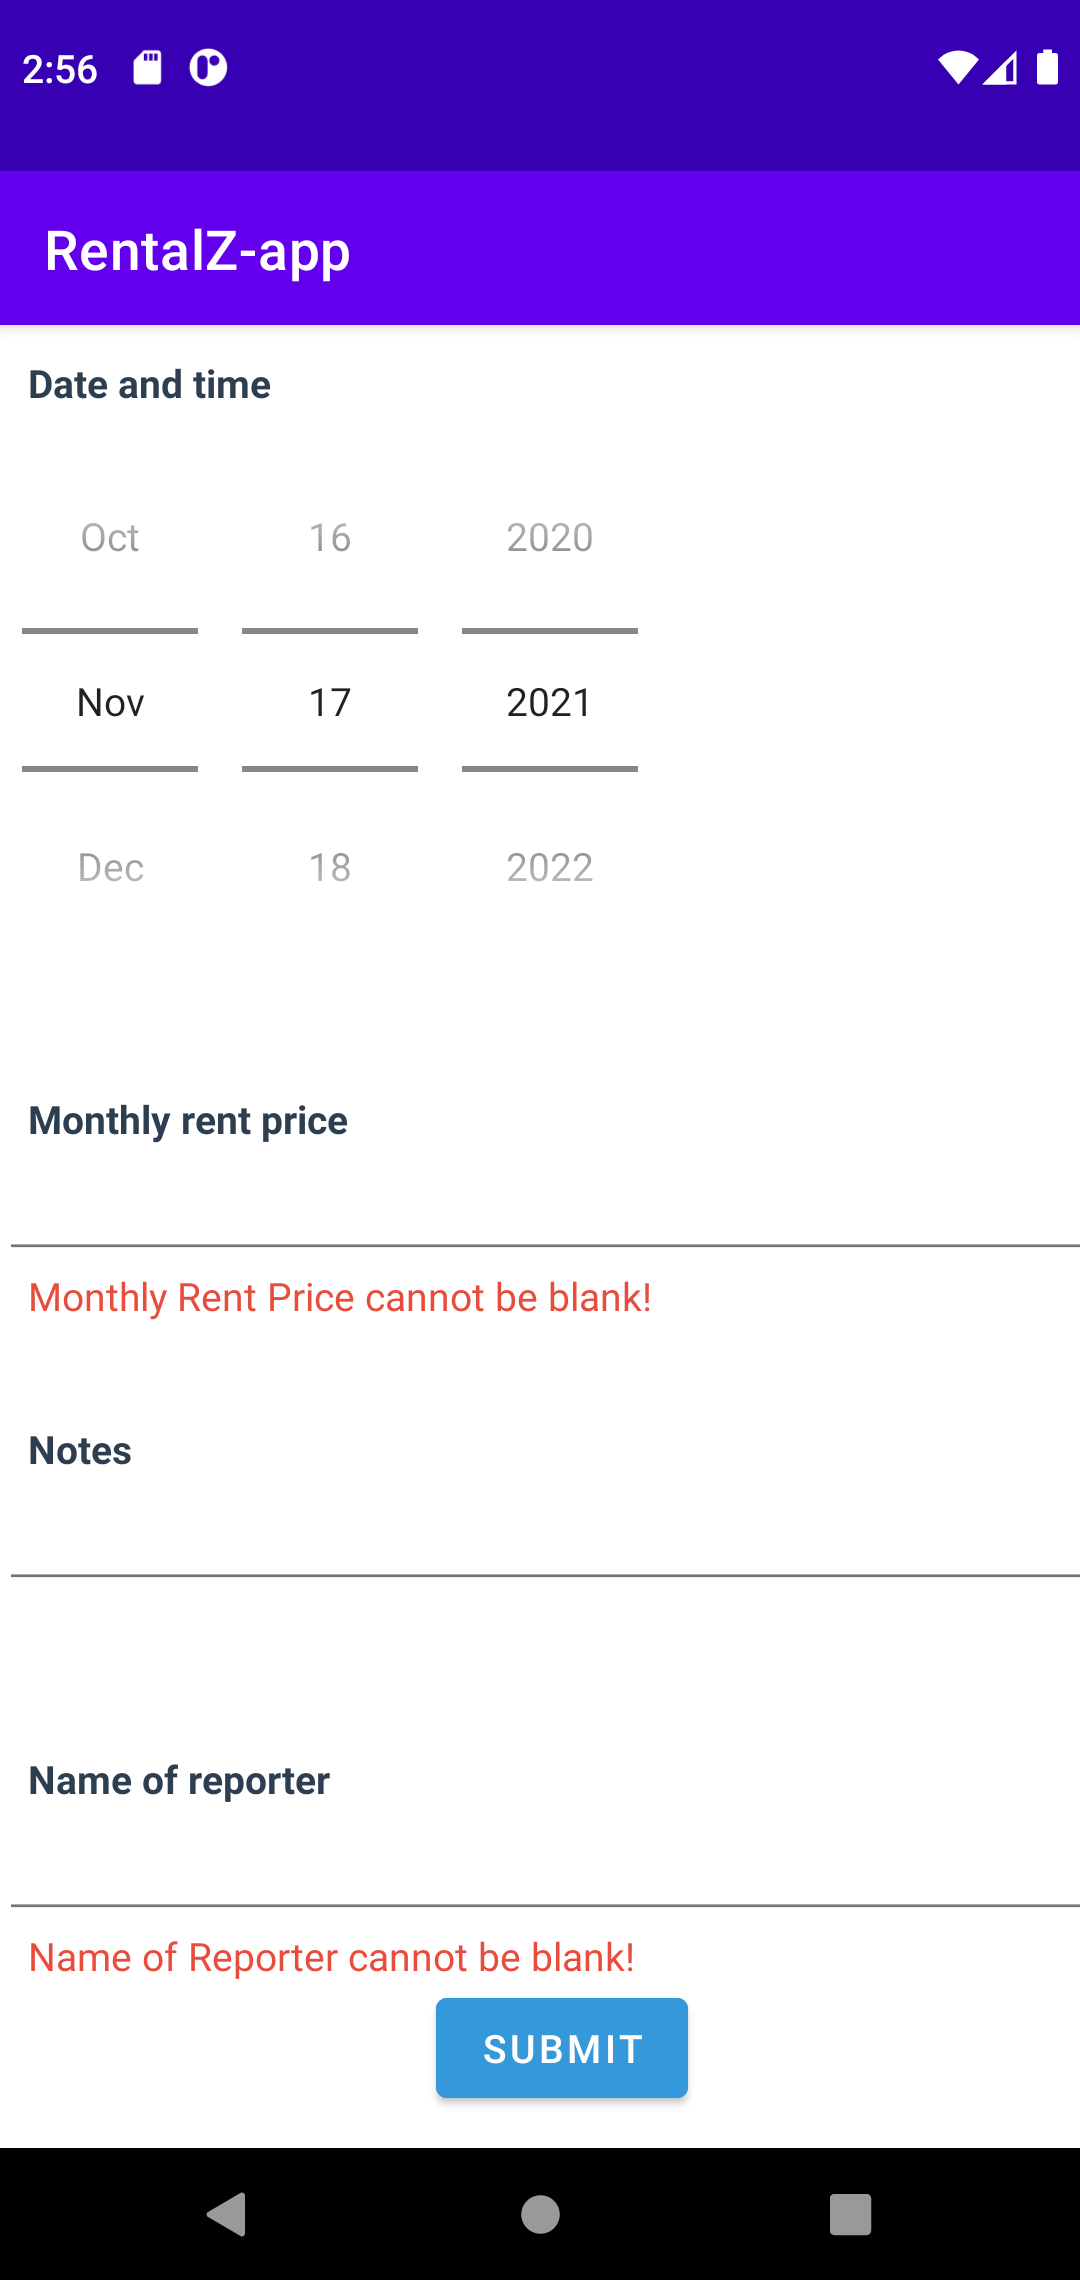 2:56
RentalZ-app
Date and time
Oct 16 2020
Nov 17 2021
Dec 18 2022
Monthly rent price
Monthly Rent Price cannot be blank!
Notes
Name of reporter
Name of Reporter cannot be blank!
SUBMIT